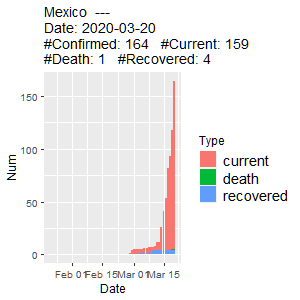 Mexico  ---
Date: 2020-03-20
#Confirmed: 164   #Current: 159
#Death: 1   #Recovered: 4
150
100
50
0
Num
Feb 01 Feb 15 Mar 01 Mar 15
Date
Type
current
death
recovered